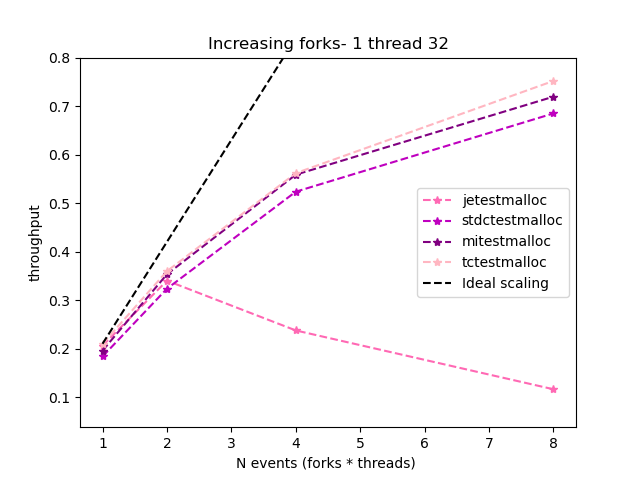 Increasing forks- 1 thread 32
throughput
0.8
0.7
0.6
0.5
0.4
0.3
0.2
0.1
1 2 3 4 5 6 7 8
N events (forks * threads)
jetestmalloc
stdctestmalloc
mitestmalloc
tctestmalloc
Ideal scaling